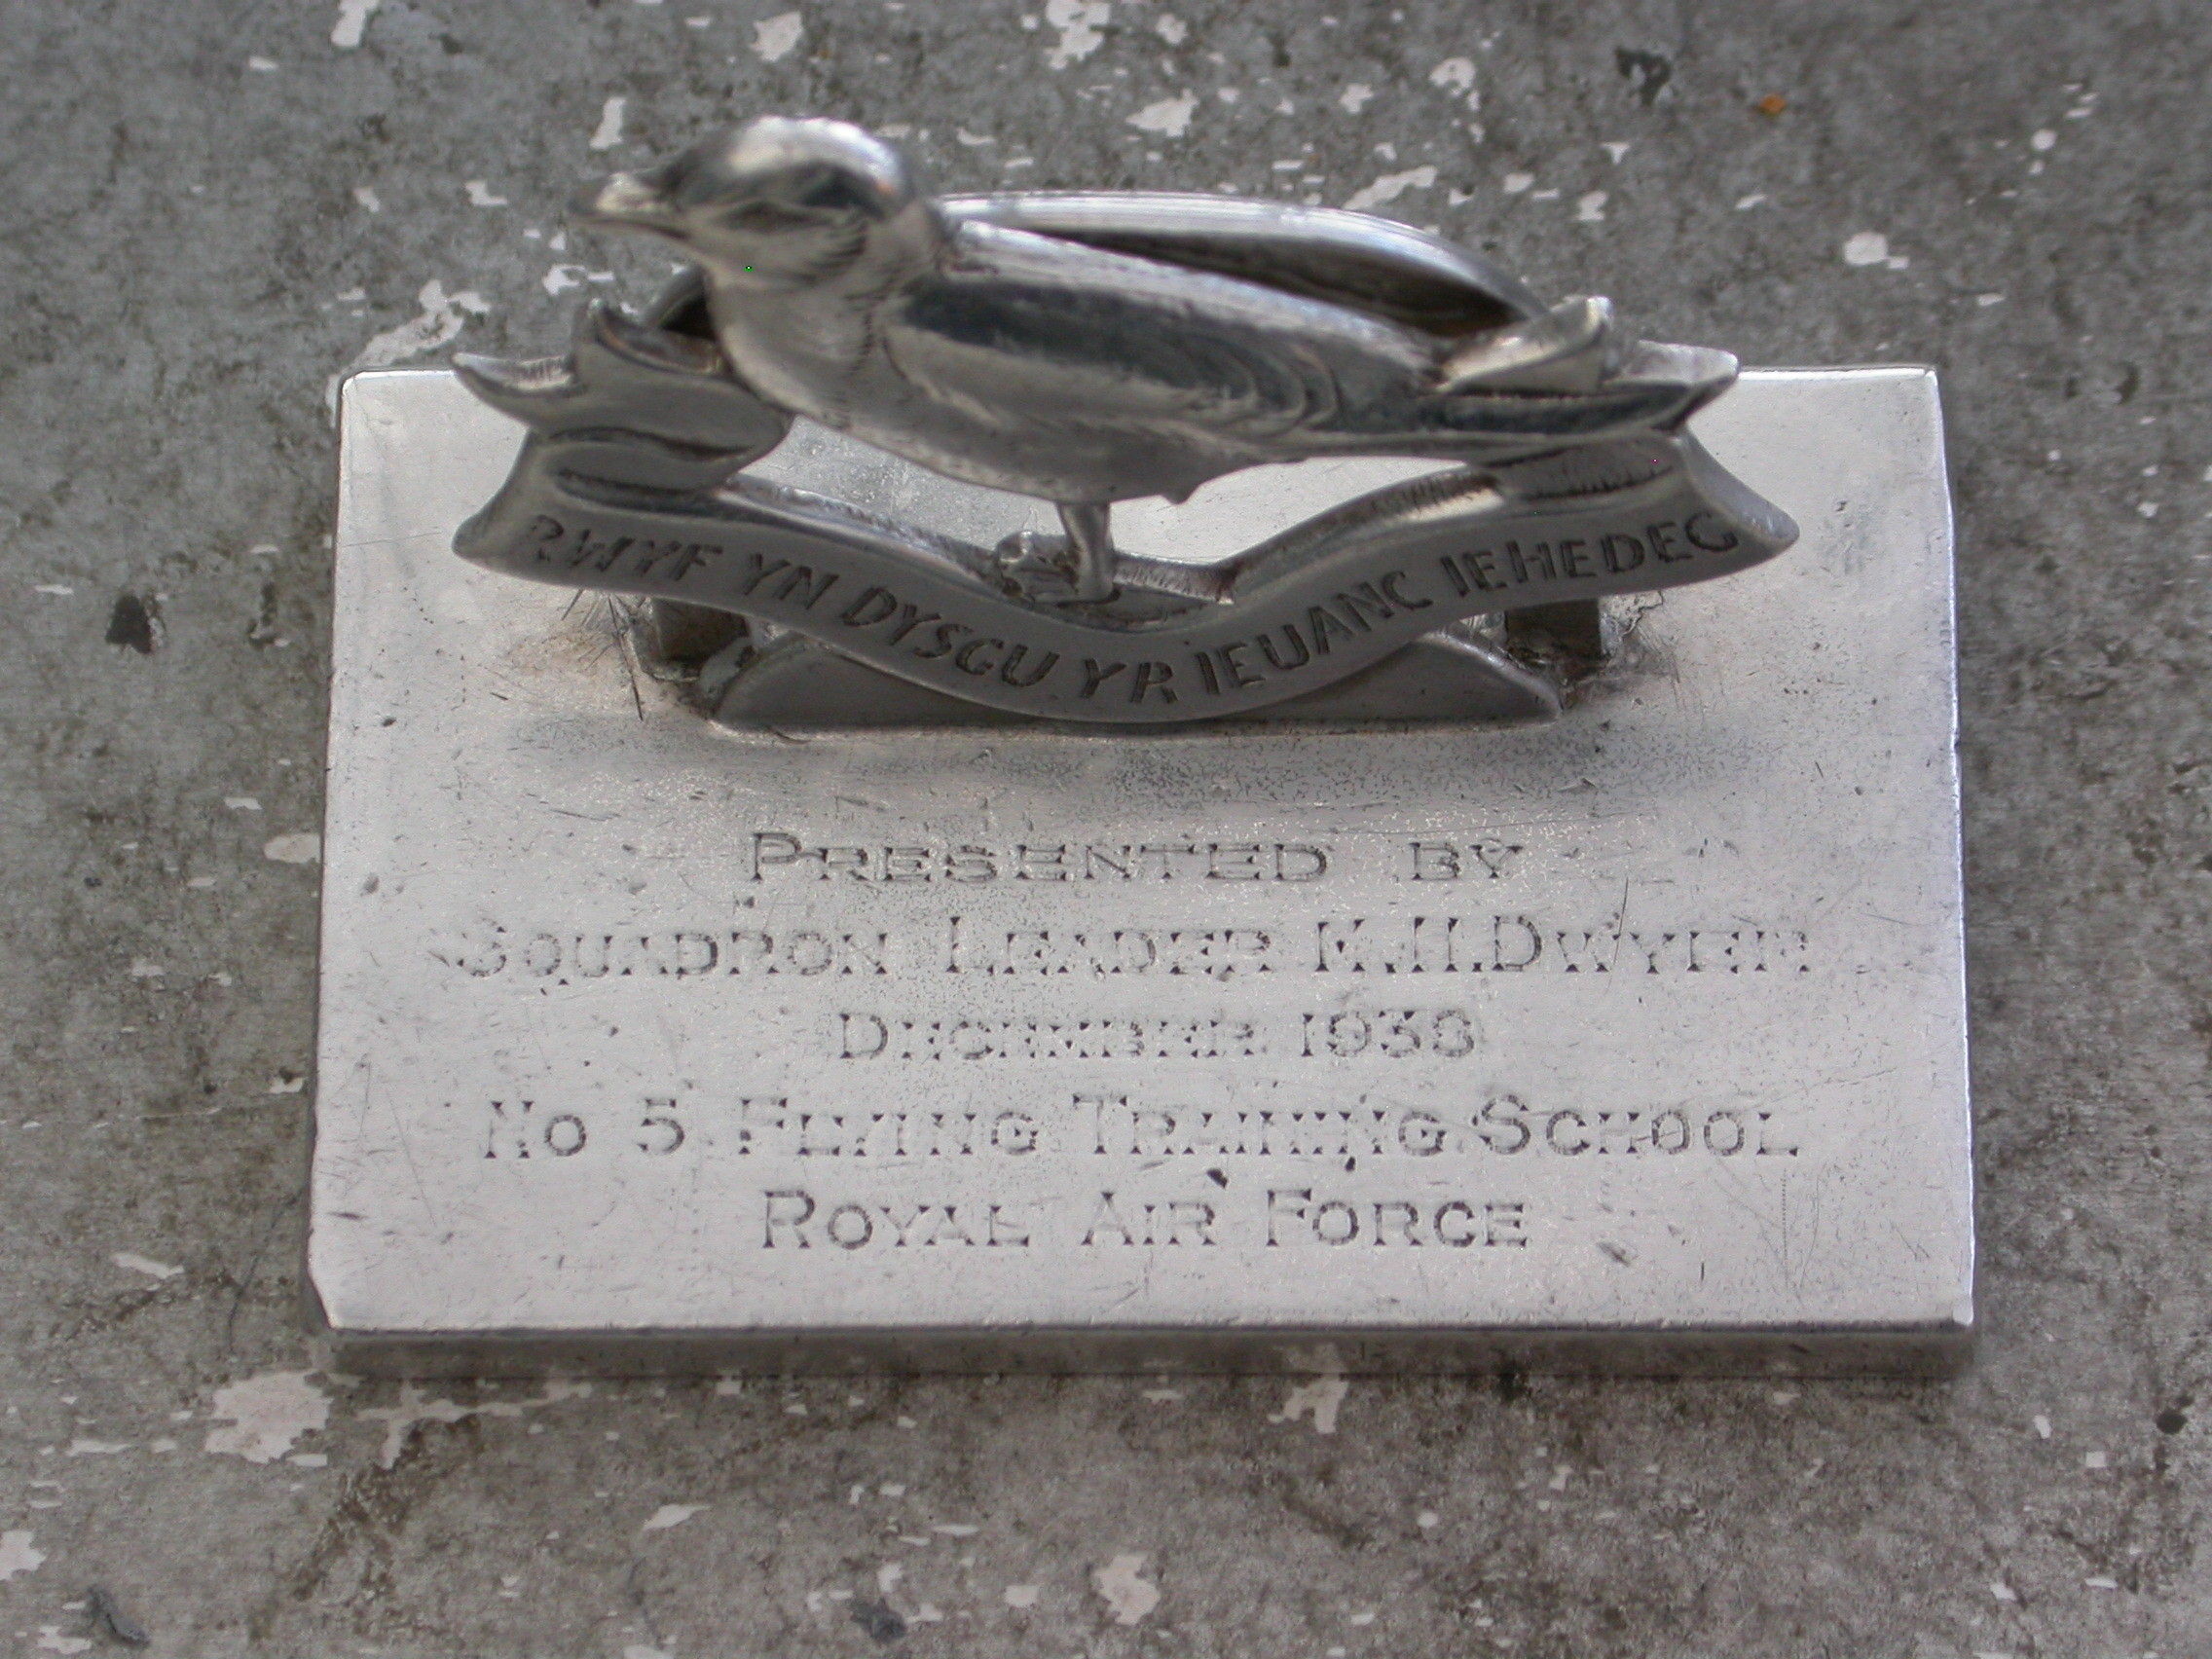 RWYF YN DYSGU YR IEUANC IEHEDEG
PRESENTED BY
SQUADRON LEADER M.H.DWYER
DECEMBER 1938
No 5 FLYING TRAINING SCHOOL
ROYAL AIR FORCE